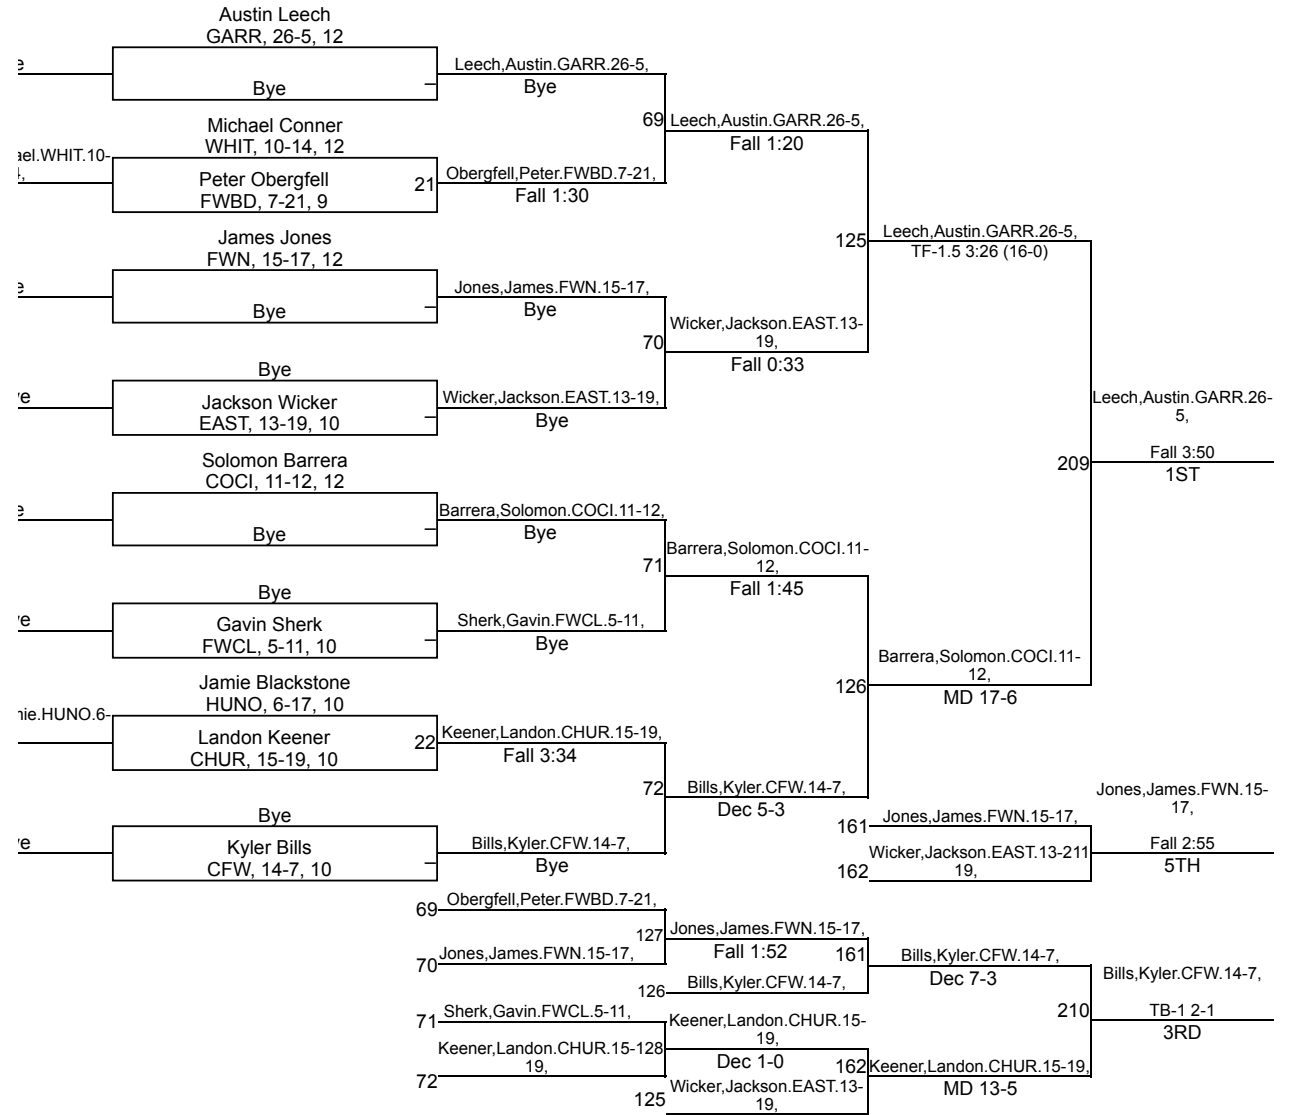 Austin Leech
GARR, 26-5, 12
e
Bye
Leech,Austin.GARR.26-5,
Bye
Michael Conner
WHIT, 10-14, 12
ael.WHIT.10-
4,
Peter Obergfell
FWBD, 7-21, 9
21
Obergfell,Peter.FWBD.7-21,
Fall 1:30
69
Leech,Austin.GARR.26-5,
Fall 1:20
James Jones
FWN, 15-17, 12
e
Bye
Jones,James.FWN.15-17,
Bye
Bye
ye
Jackson Wicker
EAST, 13-19, 10
Wicker,Jackson.EAST.13-19,
Bye
70
Wicker,Jackson.EAST.13-
19,
Fall 0:33
125
Leech,Austin.GARR.26-5,
TF-1.5 3:26 (16-0)
Solomon Barrera
COCI, 11-12, 12
e
Bye
Barrera,Solomon.COCI.11-12,
Bye
Bye
ye
Gavin Sherk
FWCL, 5-11, 10
Sherk,Gavin.FWCL.5-11,
Bye
71
Barrera,Solomon.COCI.11-
12,
Fall 1:45
Jamie Blackstone
HUNO, 6-17, 10
nie.HUNO.6-
Landon Keener
CHUR, 15-19, 10
22
Keener,Landon.CHUR.15-19,
Fall 3:34
Bye
ye
Kyler Bills
CFW, 14-7, 10
Bills,Kyler.CFW.14-7,
Bye
72
Bills,Kyler.CFW.14-7,
Dec 5-3
126
Barrera,Solomon.COCI.11-
12,
MD 17-6
209
Leech,Austin.GARR.26-
5,
Fall 3:50
1ST
161
Jones,James.FWN.15-17,
162
Wicker,Jackson.EAST.13-211
19,
Jones,James.FWN.15-
17,
Fall 2:55
5TH
69
Obergfell,Peter.FWBD.7-21,
70
Jones,James.FWN.15-17,
127
Jones,James.FWN.15-17,
Fall 1:52
126
Bills,Kyler.CFW.14-7,
161
Bills,Kyler.CFW.14-7,
Dec 7-3
71
Sherk,Gavin.FWCL.5-11,
72
Keener,Landon.CHUR.15-128
19,
Keener,Landon.CHUR.15-
19,
Dec 1-0
125
Wicker,Jackson.EAST.13-
19,
162
Keener,Landon.CHUR.15-19,
MD 13-5
210
Bills,Kyler.CFW.14-7,
TB-1 2-1
3RD